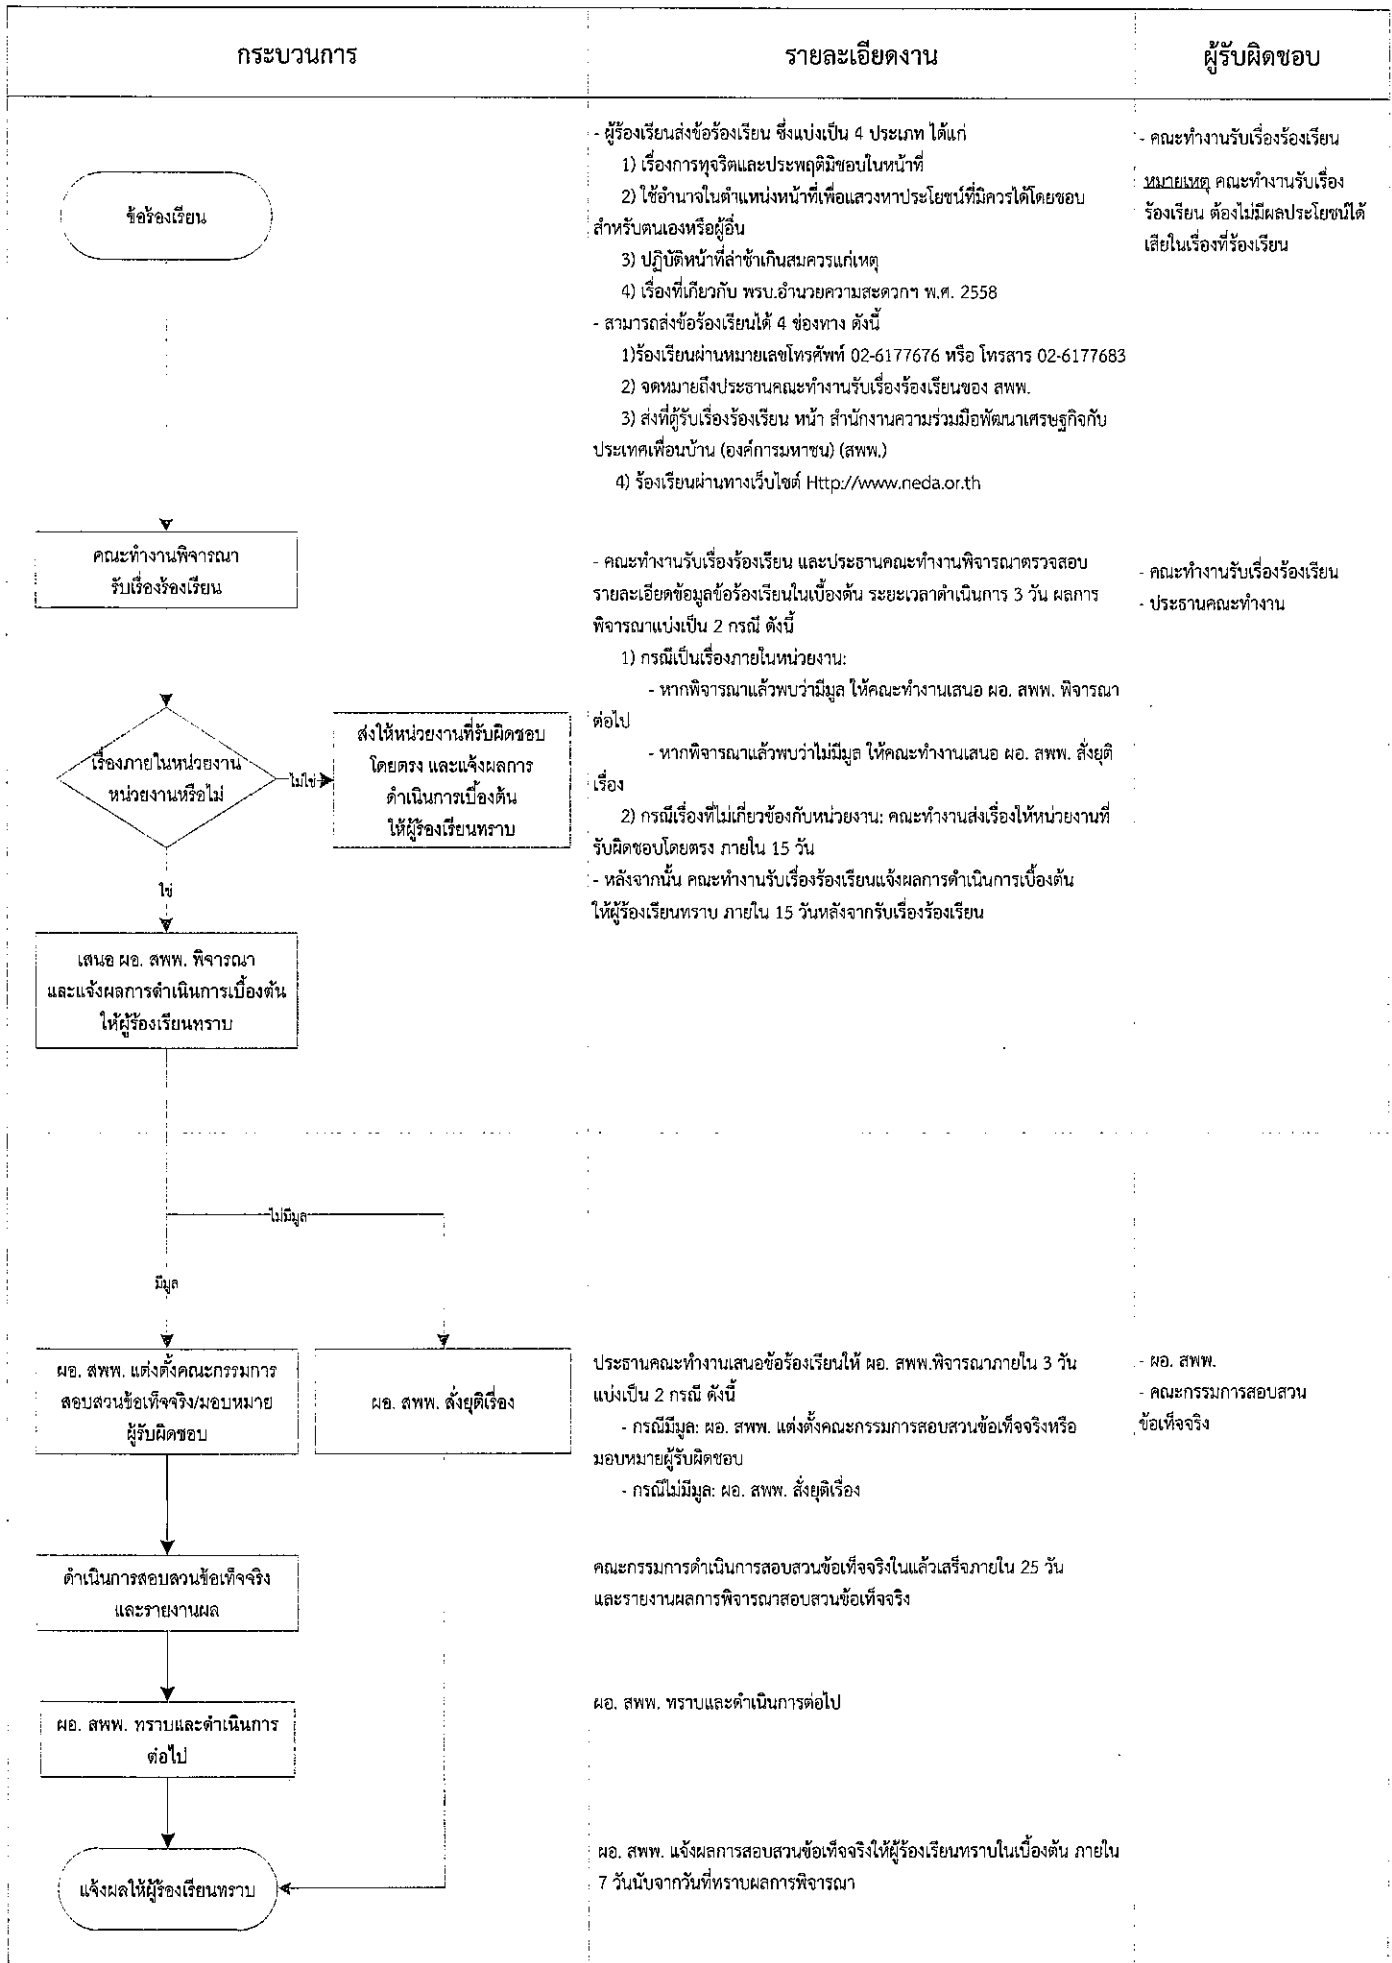 กระบวนการ
รายละเอียดงาน
ผู้รับผิดชอบ
ข้อร้องเรียน
- ผู้ร้องเรียนส่งข้อร้องเรียน ซึ่งแบ่งเป็น 4 ประเภท ได้แก่
1) เรื่องการทุจริตและประพฤติมิชอบในหน้าที่
2) ใช้อำนาจในตำแหน่งหน้าที่เพื่อแสวงหาประโยชน์ที่มิควรได้โดยชอบ
สำหรับตนเองหรือผู้อื่น
3) ปฏิบัติหน้าที่ล่าช้าเกินสมควรแก่เหตุ
4) เรื่องที่เกี่ยวกับ พรบ.อำนวยความสะดวกฯ พ.ศ. 2558
- สามารถส่งข้อร้องเรียนได้ 4 ช่องทาง ดังนี้
1)ร้องเรียนผ่านหมายเลขโทรศัพท์ 02-6177676 หรือ โทรสาร 02-6177683
2) จดหมายถึงประธานคณะทำงานรับเรื่องร้องเรียนของ สพพ.
3) ส่งที่ตู้รับเรื่องร้องเรียน หน้า สำนักงานความร่วมมือพัฒนาเศรษฐกิจกับ
ประเทศเพื่อนบ้าน (องค์การมหาชน) (สพพ.)
4) ร้องเรียนผ่านทางเว็บไซต์ Http://www.neda.or.th
- คณะทำงานรับเรื่องร้องเรียน
หมายเหตุ คณะทำงานรับเรื่อง
ร้องเรียน ต้องไม่มีผลประโยชน์ได้
เสียในเรื่องที่ร้องเรียน
คณะทำงานพิจารณา
รับเรื่องร้องเรียน
เรื่องภายในหน่วยงาน
หน่วยงานหรือไม่
ไม่ใช่
ส่งให้หน่วยงานที่รับผิดชอบ
โดยตรง และแจ้งผลการ
ดำเนินการเบื้องต้น
ให้ผู้ร้องเรียนทราบ
ใช่
เสนอ ผอ. สพพ. พิจารณา
และแจ้งผลการดำเนินการเบื้องต้น
ให้ผู้ร้องเรียนทราบ
- คณะทำงานรับเรื่องร้องเรียน และประธานคณะทำงานพิจารณาตรวจสอบ
รายละเอียดข้อมูลข้อร้องเรียนในเบื้องต้น ระยะเวลาดำเนินการ 3 วัน ผลการ
พิจารณาแบ่งเป็น 2 กรณี ดังนี้
1) กรณีเป็นเรื่องภายในหน่วยงาน:
- หากพิจารณาแล้วพบว่ามีมูล ให้คณะทำงานเสนอ ผอ. สพพ. พิจารณา
ต่อไป
- หากพิจารณาแล้วพบว่าไม่มีมูล ให้คณะทำงานเสนอ ผอ. สพพ. สั่งยุติ
เรื่อง
2) กรณีเรื่องที่ไม่เกี่ยวข้องกับหน่วยงาน: คณะทำงานส่งเรื่องให้หน่วยงานที่
รับผิดชอบโดยตรง ภายใน 15 วัน
- หลังจากนั้น คณะทำงานรับเรื่องร้องเรียนแจ้งผลการดำเนินการเบื้องต้น
ให้ผู้ร้องเรียนทราบ ภายใน 15 วันหลังจากรับเรื่องร้องเรียน
- คณะทำงานรับเรื่องร้องเรียน
- ประธานคณะทำงาน
ไม่มีมูล
มีมูล
ผอ. สพพ. แต่งตั้งคณะกรรมการ
สอบสวนข้อเท็จจริง/มอบหมาย
ผู้รับผิดชอบ
ผอ. สพพ. สั่งยุติเรื่อง
ประธานคณะทำงานเสนอข้อร้องเรียนให้ ผอ. สพพ.พิจารณาภายใน 3 วัน
แบ่งเป็น 2 กรณี ดังนี้
- กรณีมีมูล: ผอ. สพพ. แต่งตั้งคณะกรรมการสอบสวนข้อเท็จจริงหรือ
มอบหมายผู้รับผิดชอบ
- กรณีไม่มีมูล: ผอ. สพพ. สั่งยุติเรื่อง
- ผอ. สพพ.
- คณะกรรมการสอบสวน
ข้อเท็จจริง
ดำเนินการสอบสวนข้อเท็จจริง
และรายงานผล
คณะกรรมการดำเนินการสอบสวนข้อเท็จจริงในแล้วเสร็จภายใน 25 วัน
และรายงานผลการพิจารณาสอบสวนข้อเท็จจริง
ผอ. สพพ. ทราบและดำเนินการ
ต่อไป
ผอ. สพพ. ทราบและดำเนินการต่อไป
แจ้งผลให้ผู้ร้องเรียนทราบ
ผอ. สพพ. แจ้งผลการสอบสวนข้อเท็จจริงให้ผู้ร้องเรียนทราบในเบื้องต้น ภายใน
7 วันนับจากวันที่ทราบผลการพิจารณา